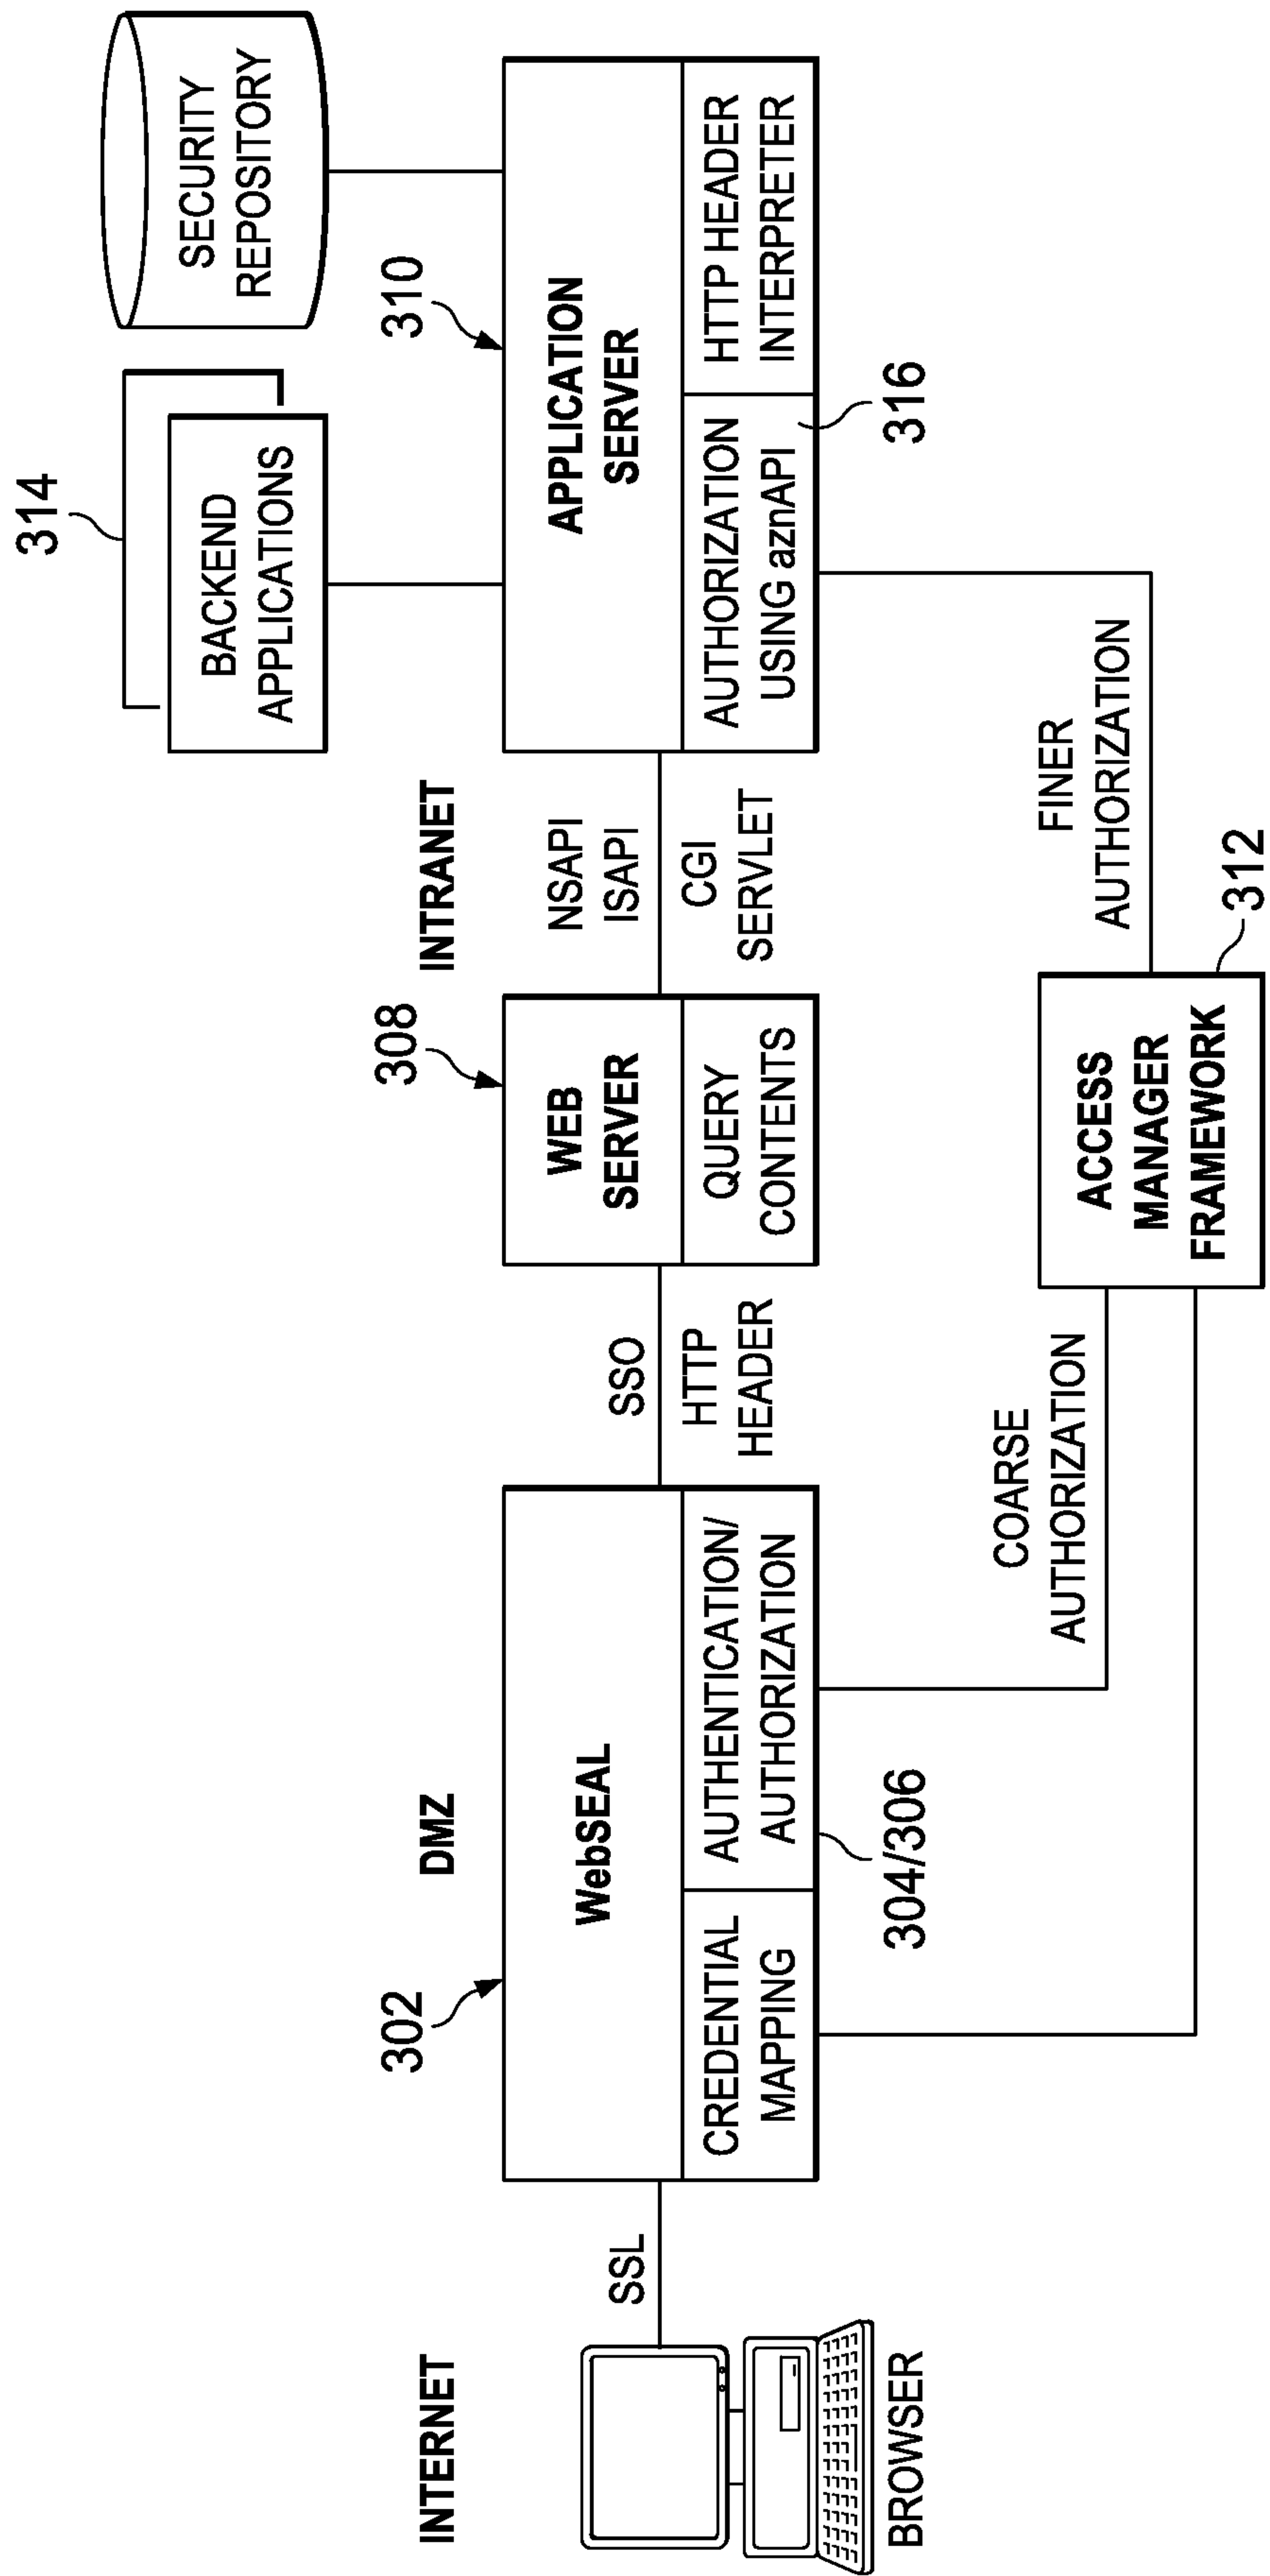 INTERNET
DMZ
INTRANET
BROWSER
SSL
302
WebSEAL
CREDENTIAL
MAPPING
AUTHENTICATION/
AUTHORIZATION
304/306
SSO
HTTP
HEADER
308
WEB
SERVER
QUERY
CONTENTS
NSAPI
ISAPI
CGI
SERVLET
314
BACKEND
APPLICATIONS
SECURITY
REPOSITORY
310
APPLICATION
SERVER
AUTHORIZATION
USING aznAPI
HTTP HEADER
INTERPRETER
316
COARSE
AUTHORIZATION
FINER
AUTHORIZATION
ACCESS
MANAGER
FRAMEWORK
312